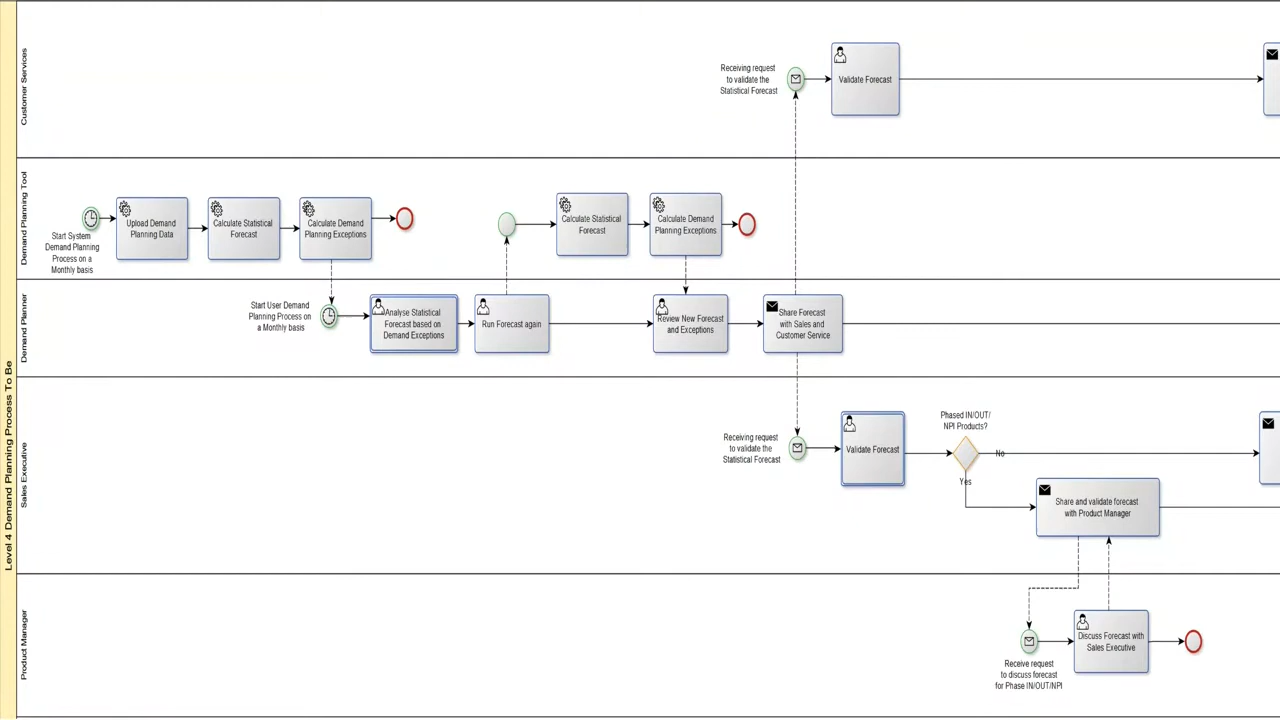 Level 4 Demand Planning Process To Be
Customer Services
Receiving request
to validate the
Statistical Forecast
Validate Forecast
Demand Planning Tool
Start System
Demand Planning
Process on a
Monthly basis
Upload Demand
Planning Data
Calculate Statistical
Forecast
Calculate Demand
Planning Exceptions
Calculate Statistical
Forecast
Calculate Demand
Planning Exceptions
Demand Planner
Start User Demand
Planning Process on
a Monthly basis
Analyse Statistical
Forecast based on
Demand Exceptions
Run Forecast again
Review New Forecast
and Exceptions
Share Forecast
with Sales and
Customer Service
Sales Executive
Receiving request
to validate the
Statistical Forecast
Validate Forecast
Phased IN/OUT/
NPI Products?
No
Yes
Share and validate forecast
with Product Manager
Product Manager
Receive request
to discuss forecast
for Phase IN/OUT/NPI
Discuss Forecast with
Sales Executive